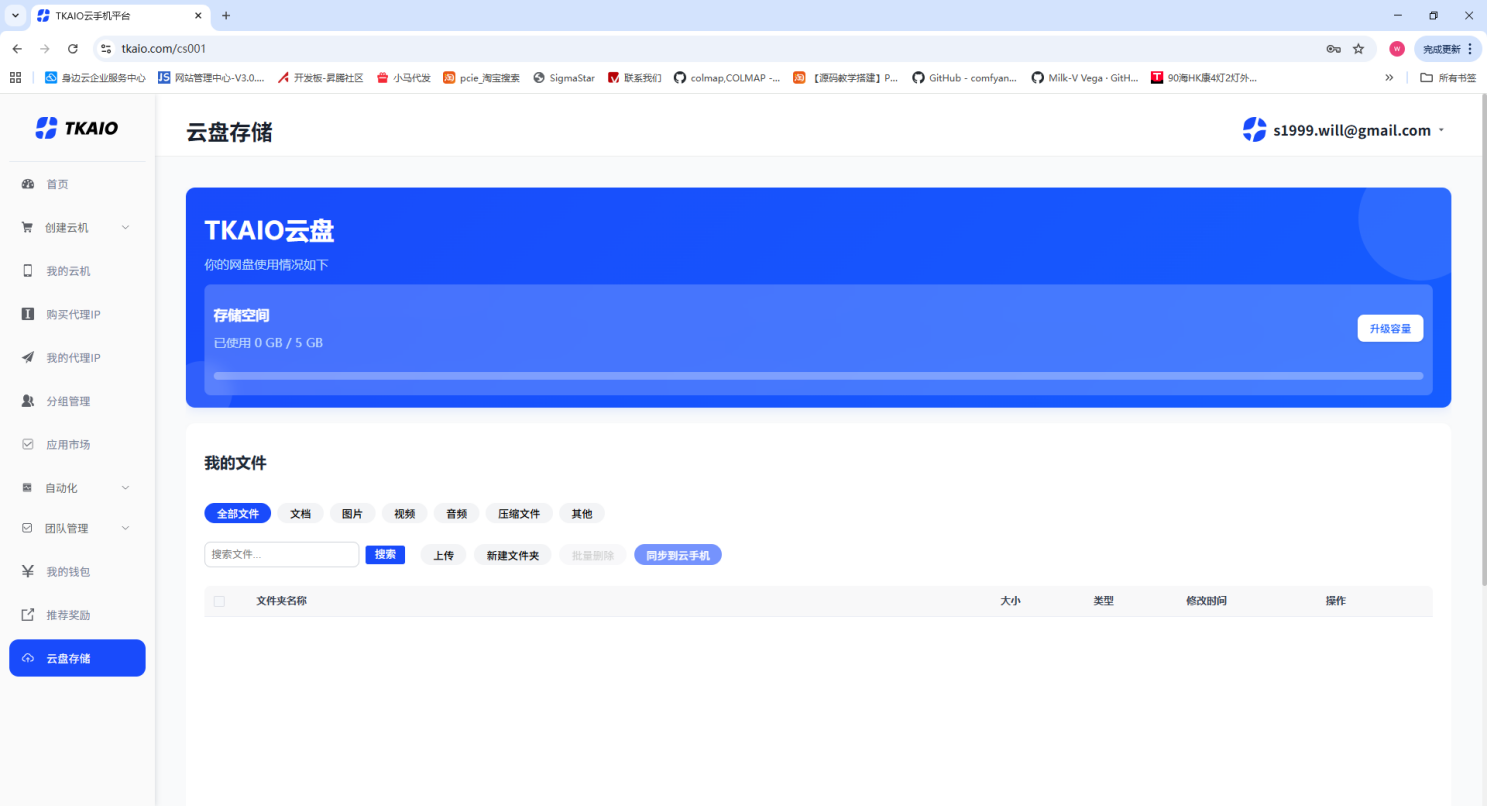 TKAIO云手机平台
tkaio.com/cs001
W
完成更新
身边云企业服务中心
JS 网站管理中心-V3.0....
开发板-昇腾社区
小马代发
淘 pcie_淘宝搜索
SigmaStar
联系我们
colmap,COLMAP -...
淘 【源码教学搭建】P...
GitHub - comfyan...
Milk-V Vega · GitH...
T 90海HK康4灯2灯外...
所有书签
TKAIO
云盘存储
s1999.will@gmail.com
首页
创建云机
我的云机
购买代理IP
我的代理IP
分组管理
应用市场
自动化
团队管理
我的钱包
推荐奖励
云盘存储
TKAIO云盘
你的网盘使用情况如下
存储空间
已使用 0 GB / 5 GB
升级容量
我的文件
全部文件 文档 图片 视频 音频 压缩文件 其他
搜索文件... 搜索 上传 新建文件夹 批量删除 同步到云手机
文件夹名称 大小 类型 修改时间 操作